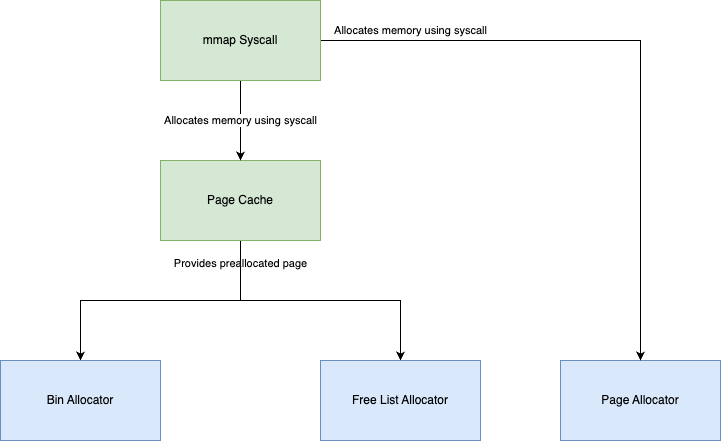 Allocates memory using syscall
mmap Syscall
Allocates memory using syscall
Page Cache
Provides preallocated page
Bin Allocator
Free List Allocator
Page Allocator